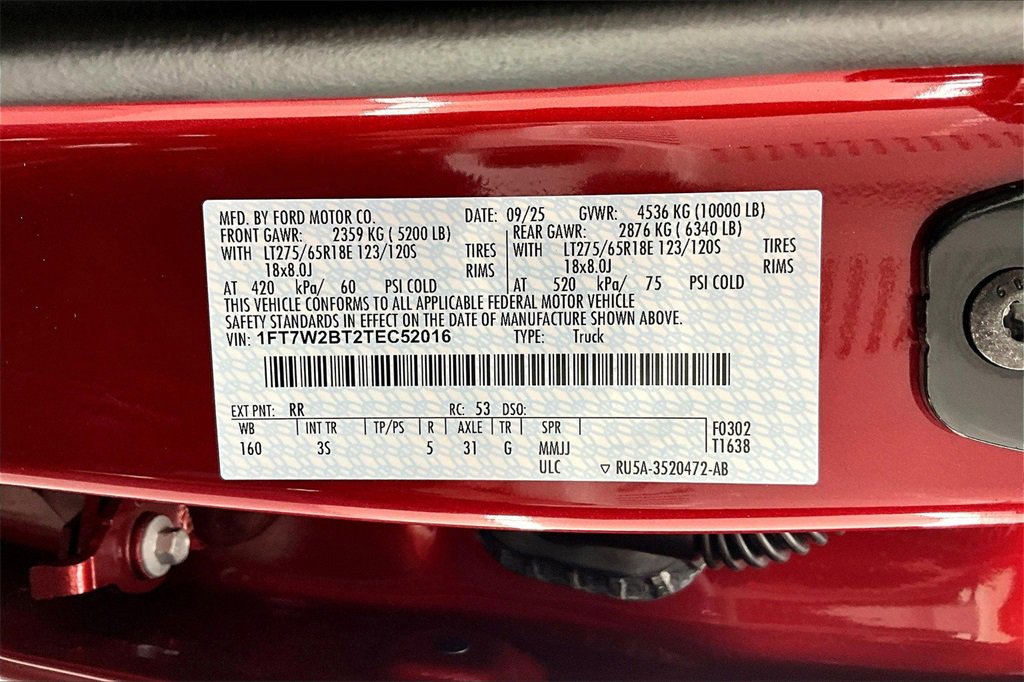 MFD. BY FORD MOTOR CO. DATE: 09/25 GVWR: 4536 KG (10000 LB)
FRONT GAWR: 2359 KG ( 5200 LB) REAR GAWR: 2876 KG ( 6340 LB)
WITH LT275/65R18E 123/120S TIRES WITH LT275/65R18E 123/120S TIRES
18x8.0J RIMS 18x8.0J RIMS
AT 420 kPa/ 60 PSI COLD AT 520 kPa/ 75 PSI COLD
THIS VEHICLE CONFORMS TO ALL APPLICABLE FEDERAL MOTOR VEHICLE
SAFETY STANDARDS IN EFFECT ON THE DATE OF MANUFACTURE SHOWN ABOVE.
VIN: 1FT7W2BT2TEC52016 TYPE: Truck
EXT PNT: RR RC: 53 DSO:
WB INT TR TP/PS R AXLE TR SPR F0302
160 3S 5 31 G MMJJ T1638
ULC ▽ RU5A-3520472-AB